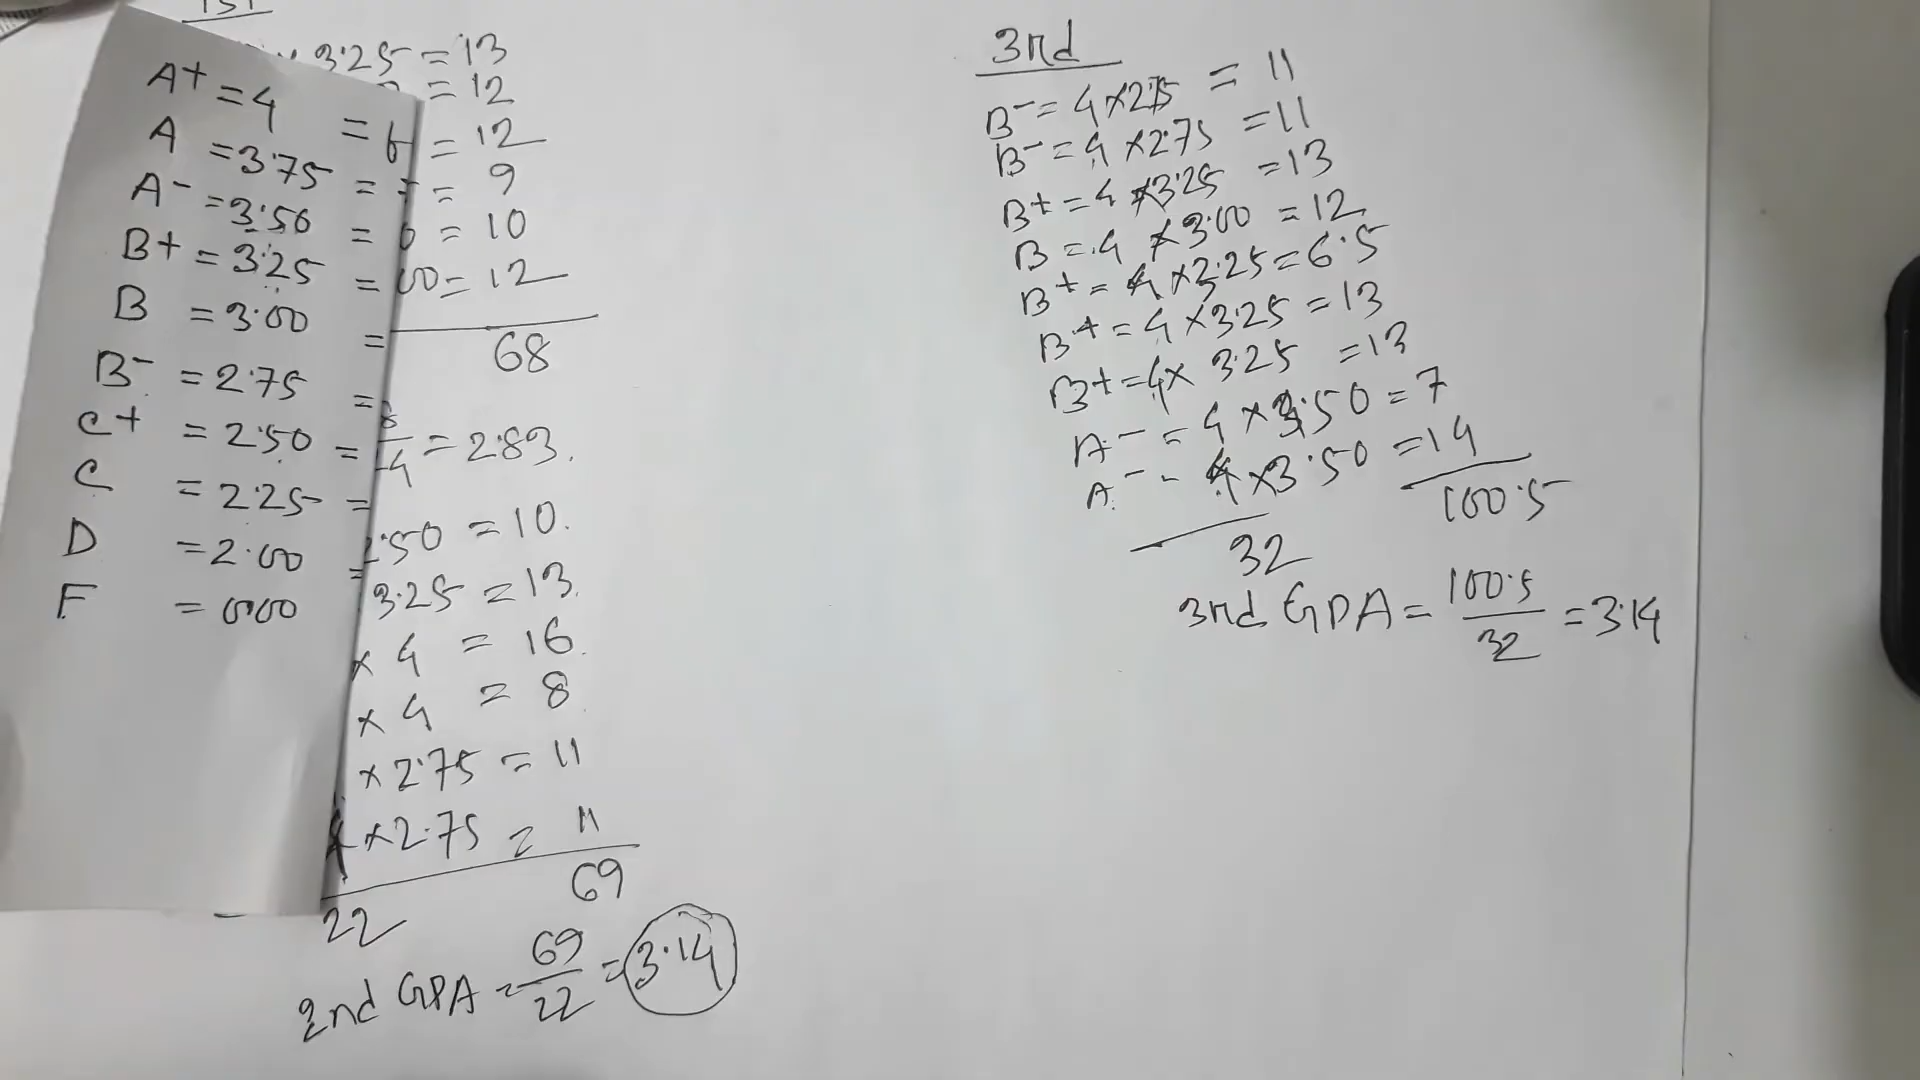 1st
3.25 = 13
= 12
= 12
= 9
= 10
00 = 12
68
= 2.83.
2.50 = 10.
3.25 = 13.
x 4 = 16.
x 4 = 8
x 2.75 = 11
4 x 2.75 = 11
22 69
2nd GPA = 69/22 = 3.14
A+ = 4
A = 3.75 =
A- = 3.50 =
B+ = 3.25 =
B = 3.00 =
B- = 2.75 =
C+ = 2.50 =
C = 2.25 =
D = 2.00 =
F = 0.00
3rd
B- = 4 x 2.75 = 11
B- = 4 x 2.75 = 11
B+ = 4 x 3.25 = 13
B = 4 x 3.00 = 12
B+ = 4 x 3.25 = 6.5
B+ = 4 x 3.25 = 13
B+ = 4 x 3.25 = 13
A- = 4 x 3.50 = 7
A- = 4 x 3.50 = 14
32 100.5
3rd GPA = 100.5/32 = 3.14